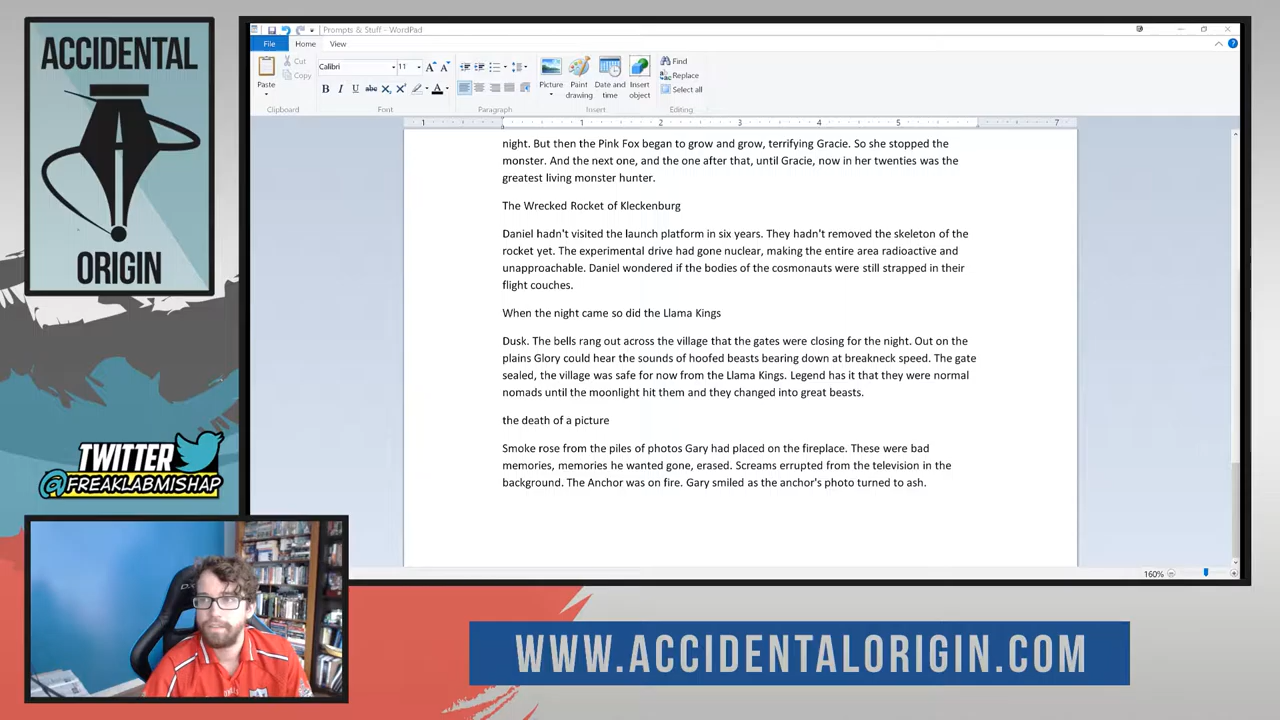 ACCIDENTAL
ORIGIN
TWITTER
@FREAKLABMISHAP
Prompts & Stuff - WordPad
File
Home
View
Paste
Cut
Copy
Clipboard
Calibri
11
Font
Paragraph
Picture
Paint
drawing
Date and
time
Insert
object
Insert
Find
Replace
Select all
Editing
1 1 2 3 4 5 7
night. But then the Pink Fox began to grow and grow, terrifying Gracie. So she stopped the
monster. And the next one, and the one after that, until Gracie, now in her twenties was the
greatest living monster hunter.
The Wrecked Rocket of Kleckenburg
Daniel hadn't visited the launch platform in six years. They hadn't removed the skeleton of the
rocket yet. The experimental drive had gone nuclear, making the entire area radioactive and
unapproachable. Daniel wondered if the bodies of the cosmonauts were still strapped in their
flight couches.
When the night came so did the Llama Kings
Dusk. The bells rang out across the village that the gates were closing for the night. Out on the
plains Glory could hear the sounds of hoofed beasts bearing down at breakneck speed. The gate
sealed, the village was safe for now from the Llama Kings. Legend has it that they were normal
nomads until the moonlight hit them and they changed into great beasts.
the death of a picture
Smoke rose from the piles of photos Gary had placed on the fireplace. These were bad
memories, memories he wanted gone, erased. Screams errupted from the television in the
background. The Anchor was on fire. Gary smiled as the anchor's photo turned to ash.
160%
WWW.ACCIDENTALORIGIN.COM